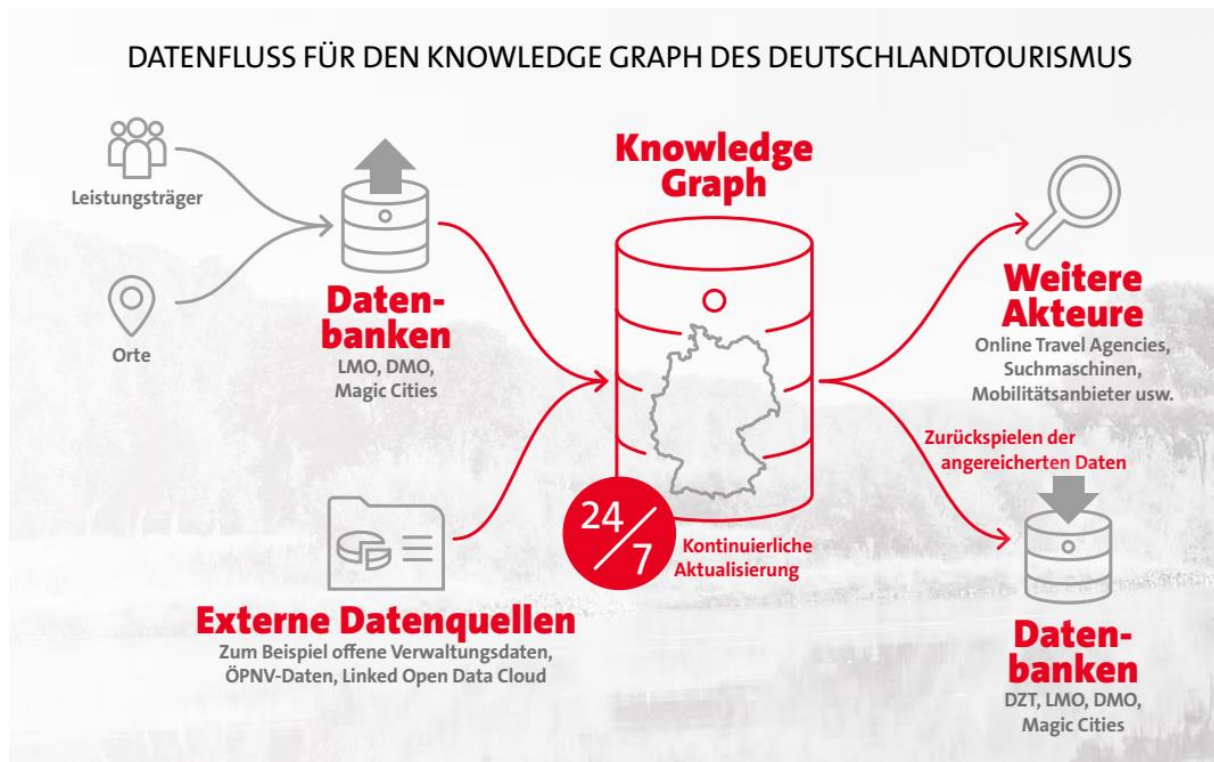 DATENFLUSS FÜR DEN KNOWLEDGE GRAPH DES DEUTSCHLANDTOURISMUS
Leistungsträger
Orte
Daten-
banken
LMO, DMO,
Magic Cities
Externe Datenquellen
Zum Beispiel offene Verwaltungsdaten,
ÖPNV-Daten, Linked Open Data Cloud
Knowledge
Graph
24/7
Kontinuierliche
Aktualisierung
Weitere
Akteure
Online Travel Agencies,
Suchmaschinen,
Mobilitätsanbieter usw.
Zurückspielen der
angereicherten Daten
Daten-
banken
DZT, LMO, DMO,
Magic Cities